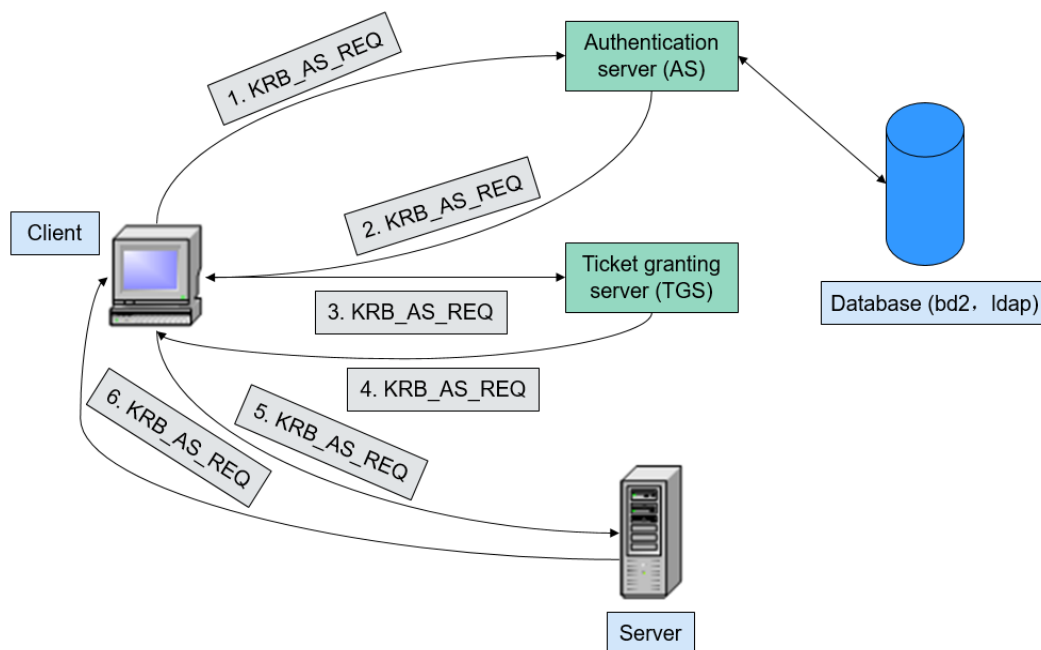 1. KRB_AS_REQ
Authentication
server (AS)
2. KRB_AS_REQ
Client
Ticket granting
server (TGS)
Database (bd2，ldap)
3. KRB_AS_REQ
4. KRB_AS_REQ
6. KRB_AS_REQ
5. KRB_AS_REQ
Server